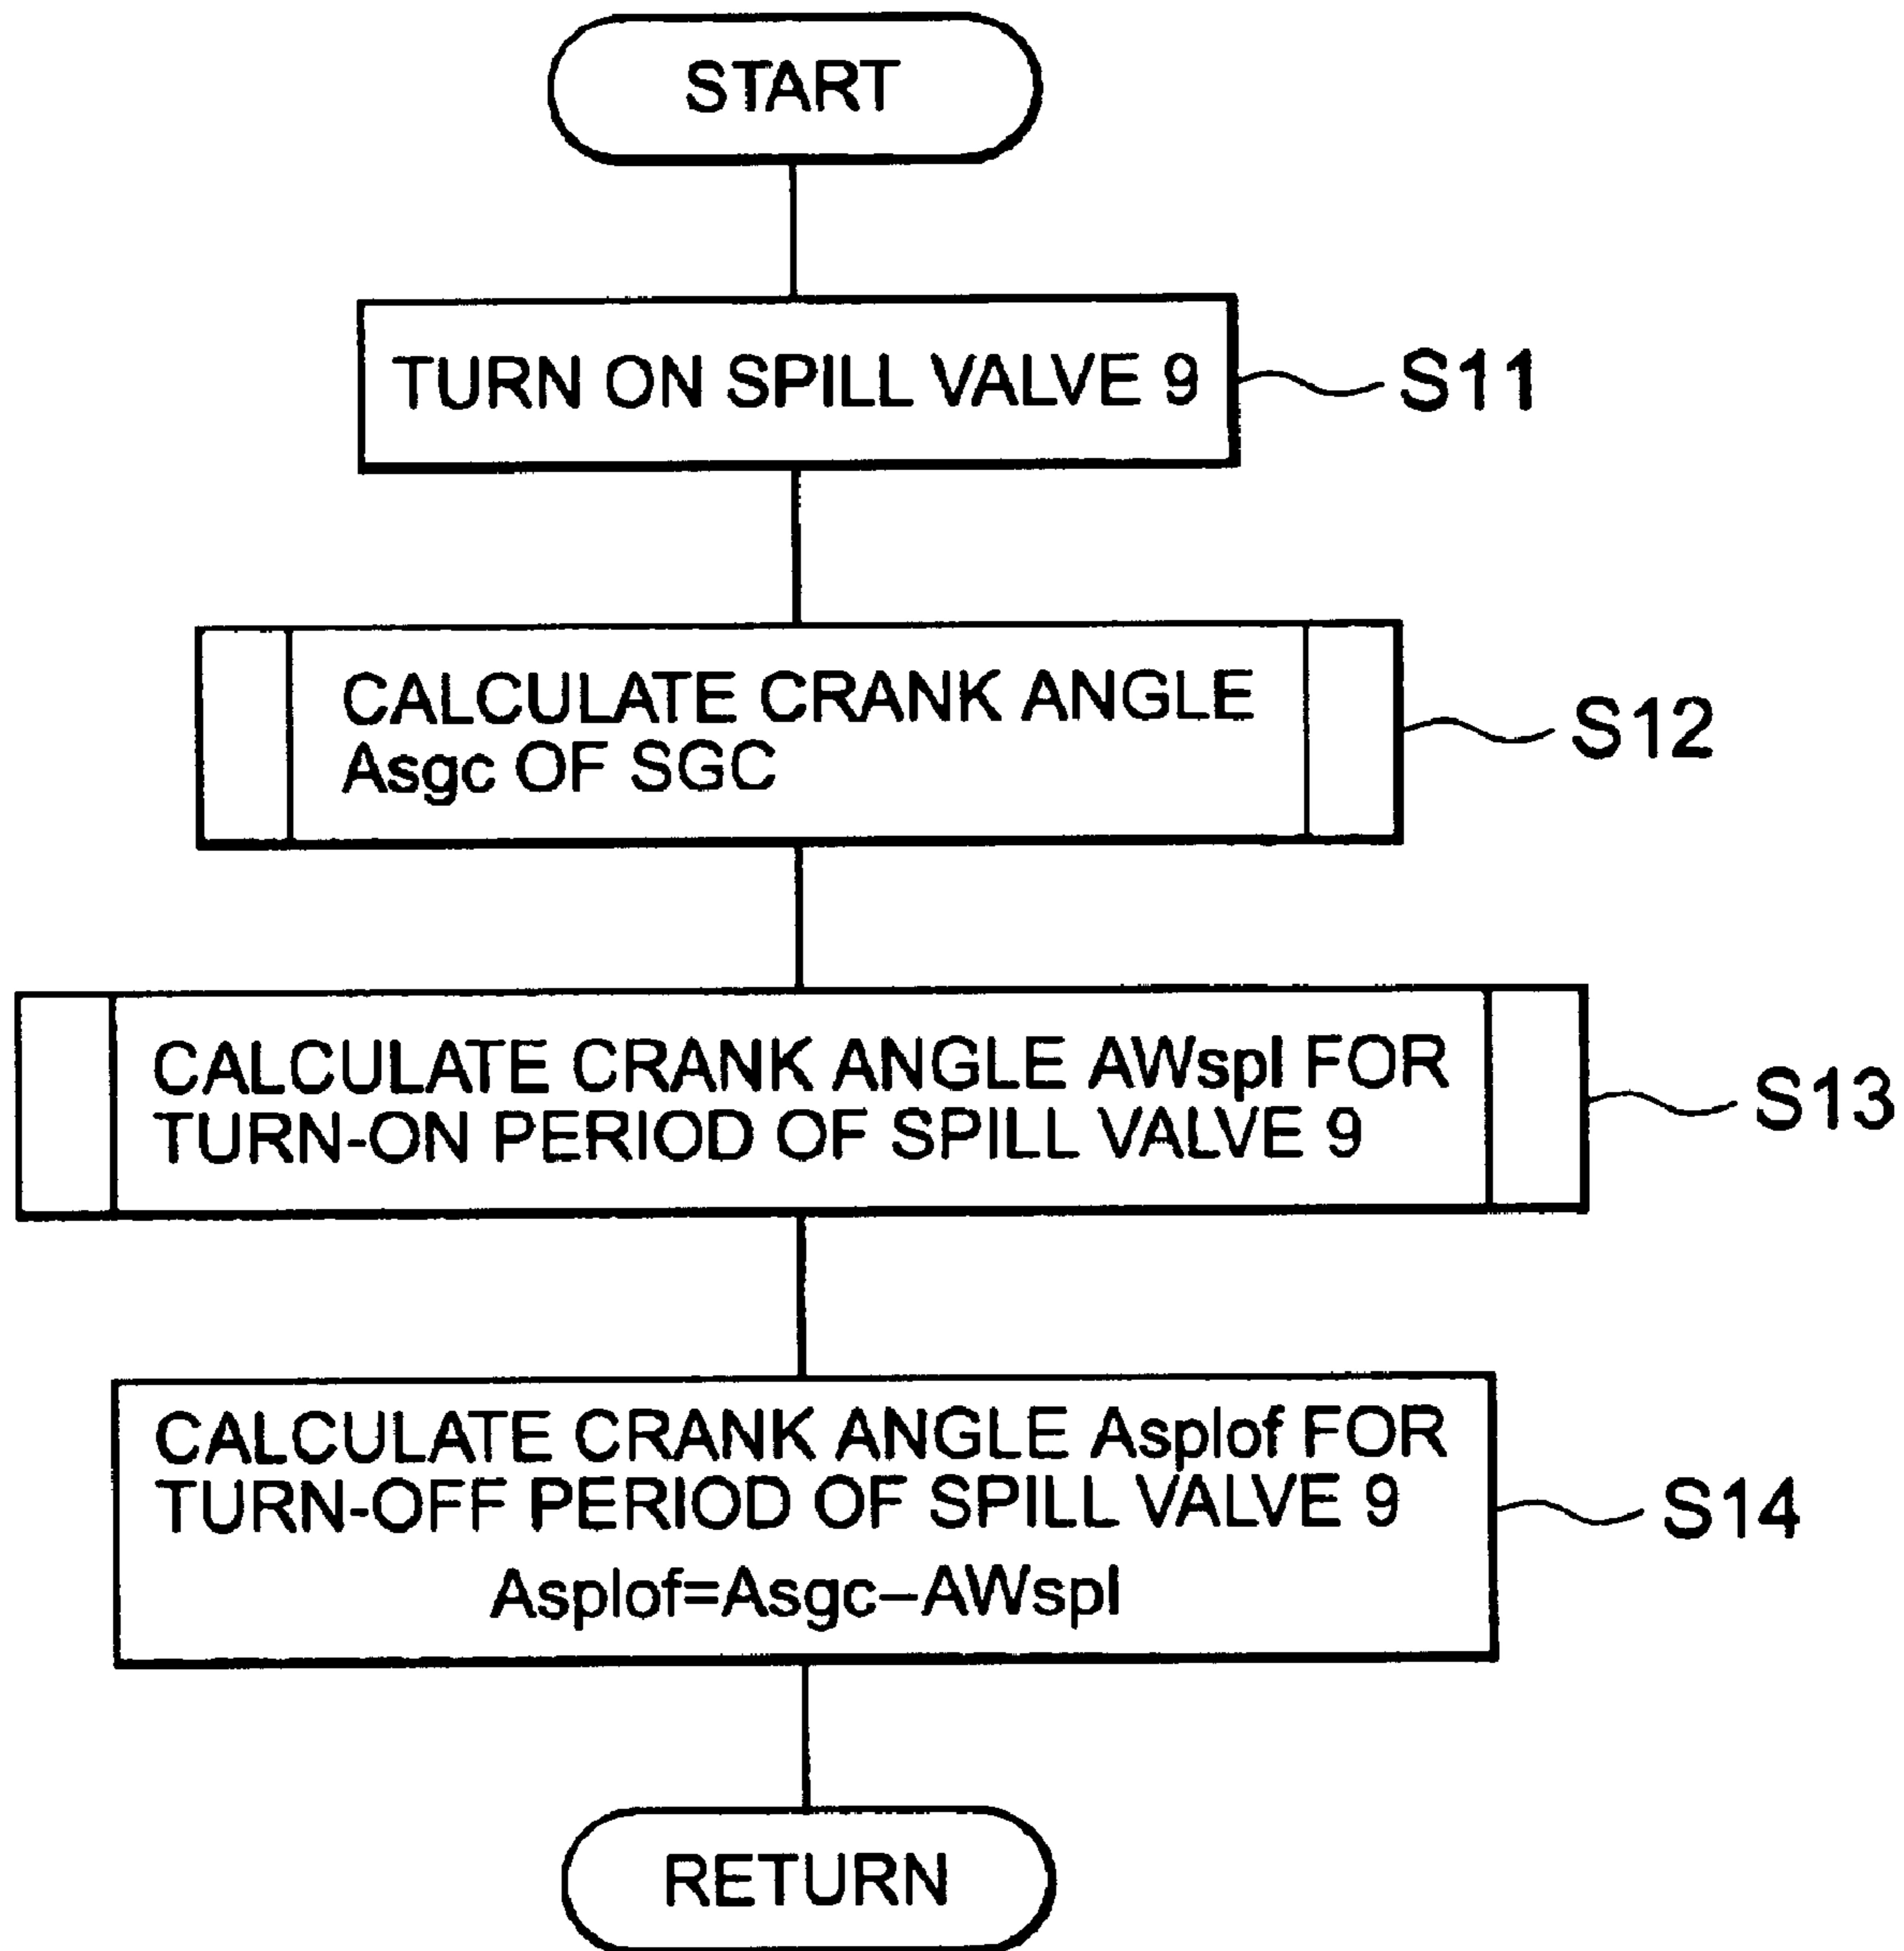 START
TURN ON SPILL VALVE 9
S11
CALCULATE CRANK ANGLE
Asgc OF SGC
S12
CALCULATE CRANK ANGLE AWspl FOR
TURN-ON PERIOD OF SPILL VALVE 9
S13
CALCULATE CRANK ANGLE Asplof FOR
TURN-OFF PERIOD OF SPILL VALVE 9
Asplof=Asgc–AWspl
S14
RETURN